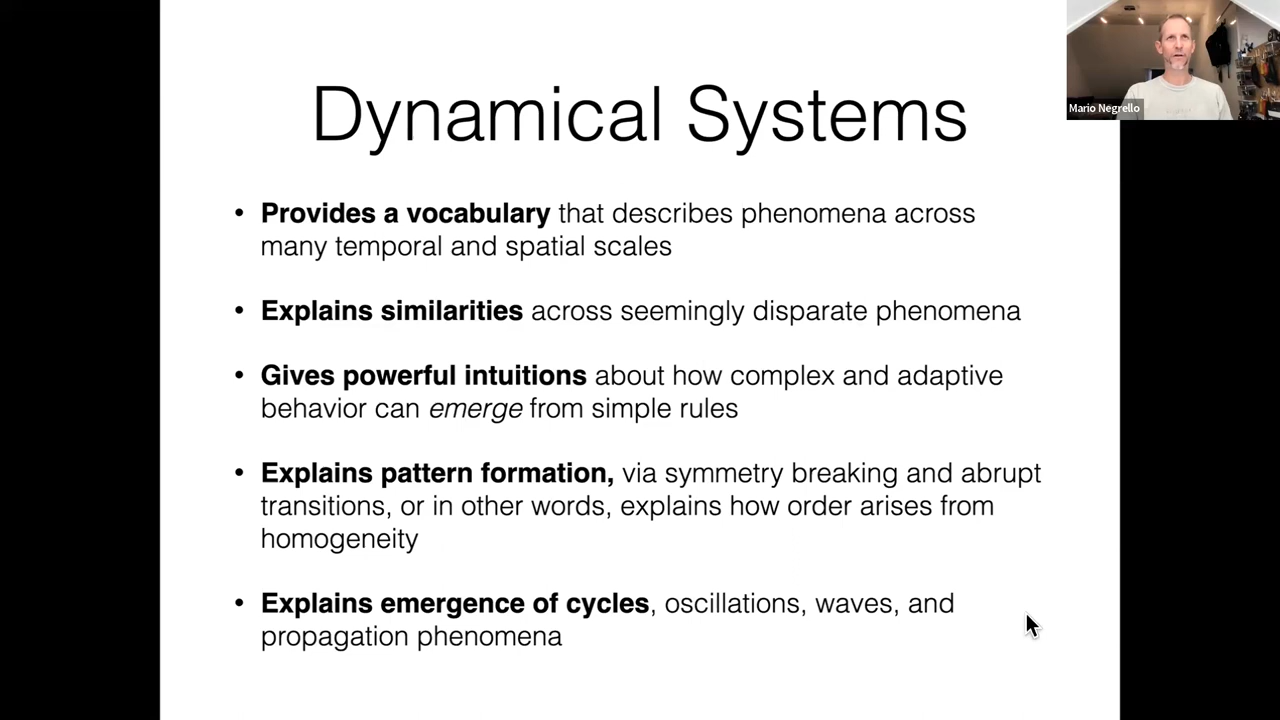 Dynamical Systems
Mario Negrello
• Provides a vocabulary that describes phenomena across
many temporal and spatial scales
• Explains similarities across seemingly disparate phenomena
• Gives powerful intuitions about how complex and adaptive
behavior can emerge from simple rules
• Explains pattern formation, via symmetry breaking and abrupt
transitions, or in other words, explains how order arises from
homogeneity
• Explains emergence of cycles, oscillations, waves, and
propagation phenomena